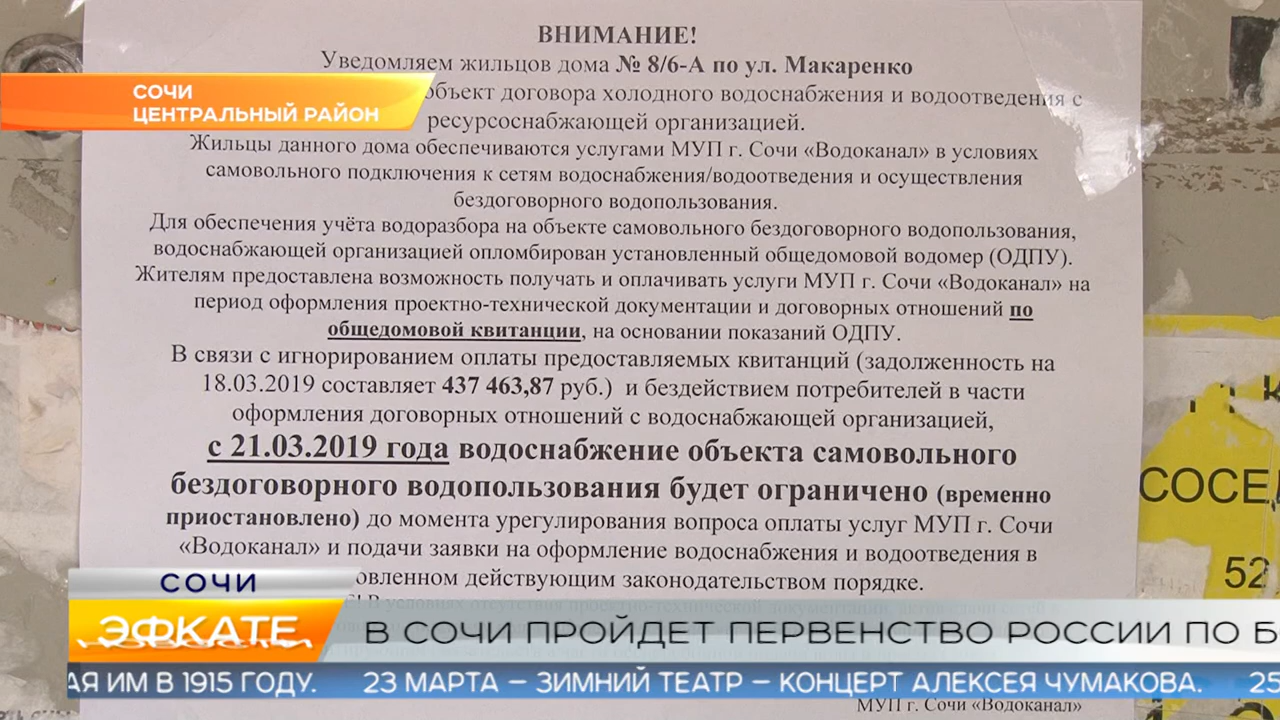 ВНИМАНИЕ!
Уведомляем жильцов дома № 8/6-А по ул. Макаренко
СОЧИ
ЦЕНТРАЛЬНЫЙ РАЙОН
объект договора холодного водоснабжения и водоотведения с
ресурсоснабжающей организацией.
Жильцы данного дома обеспечиваются услугами МУП г. Сочи «Водоканал» в условиях
самовольного подключения к сетям водоснабжения/водоотведения и осуществления
бездоговорного водопользования.
Для обеспечения учёта водоразбора на объекте самовольного бездоговорного водопользования,
водоснабжающей организацией опломбирован установленный общедомовой водомер (ОДПУ).
Жителям предоставлена возможность получать и оплачивать услуги МУП г. Сочи «Водоканал» на
период оформления проектно-технической документации и договорных отношений по
общедомовой квитанции, на основании показаний ОДПУ.
В связи с игнорированием оплаты предоставляемых квитанций (задолженность на
18.03.2019 составляет 437 463,87 руб.) и бездействием потребителей в части
оформления договорных отношений с водоснабжающей организацией,
с 21.03.2019 года водоснабжение объекта самовольного
бездоговорного водопользования будет ограничено (временно
приостановлено) до момента урегулирования вопроса оплаты услуг МУП г. Сочи
«Водоканал» и подачи заявки на оформление водоснабжения и водоотведения в
овленном действующим законодательством порядке.
СОСЕД
52
СОЧИ
ЭФКАТЕ
В СОЧИ ПРОЙДЕТ ПЕРВЕНСТВО РОССИИ ПО Б
АЯ ИМ В 1915 ГОДУ. 23 МАРТА – ЗИМНИЙ ТЕАТР – КОНЦЕРТ АЛЕКСЕЯ ЧУМАКОВА. 25
МУП г. Сочи «Водоканал»